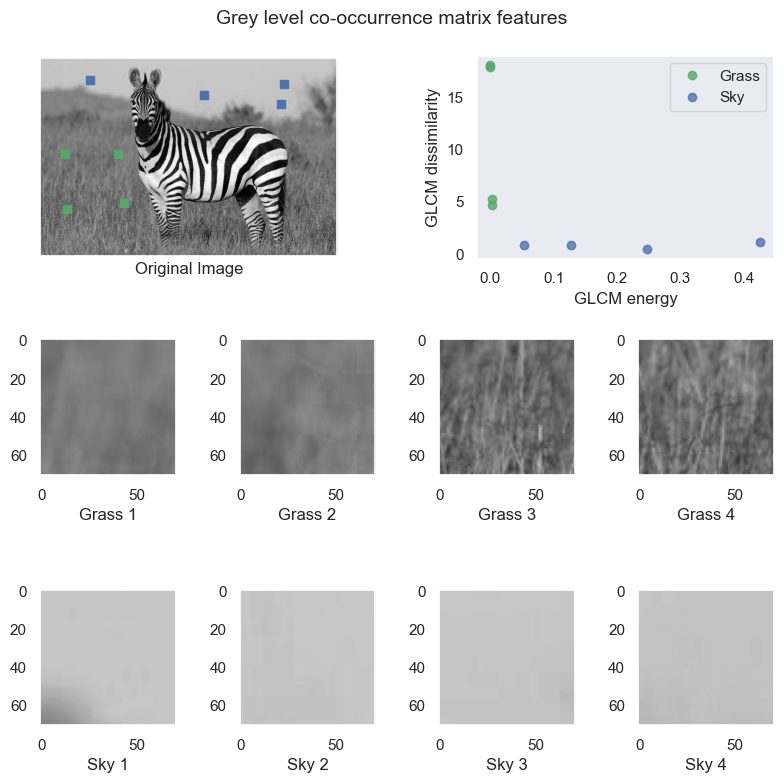 Grey level co-occurrence matrix features
Original Image
GLCM dissimilarity
15
10
5
0
Grass
Sky
0.0 0.1 0.2 0.3 0.4
GLCM energy
0
20
40
60
0 50
Grass 1
0
20
40
60
0 50
Grass 2
0
20
40
60
0 50
Grass 3
0
20
40
60
0 50
Grass 4
0
20
40
60
0 50
Sky 1
0
20
40
60
0 50
Sky 2
0
20
40
60
0 50
Sky 3
0
20
40
60
0 50
Sky 4